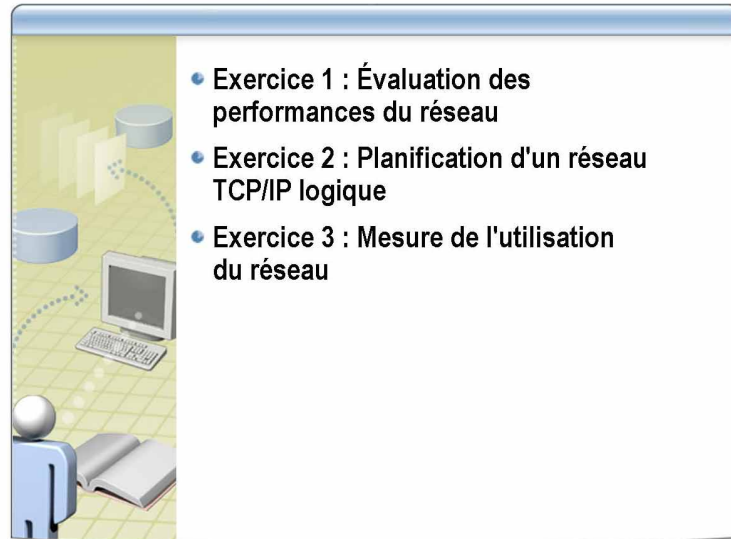 Exercice 1 : Évaluation des
performances du réseau
Exercice 2 : Planification d'un réseau
TCP/IP logique
Exercice 3 : Mesure de l'utilisation
du réseau